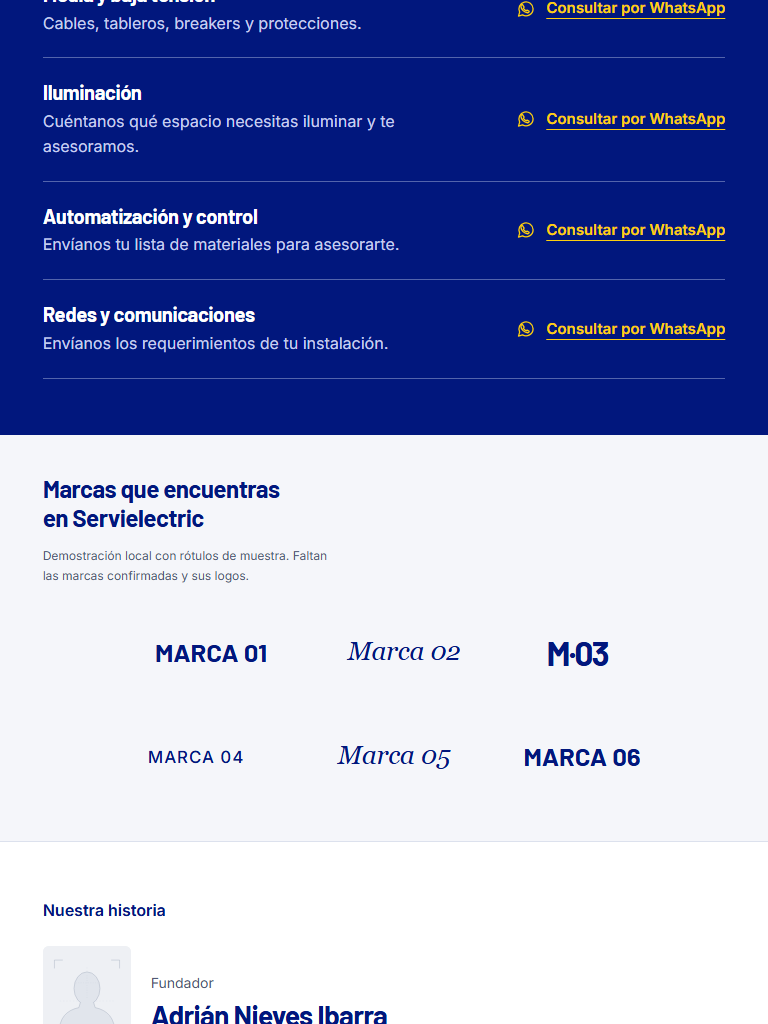 Media y baja tensión
Consultar por WhatsApp
Cables, tableros, breakers y protecciones.
Iluminación
Cuéntanos qué espacio necesitas iluminar y te
asesoramos.
Consultar por WhatsApp
Automatización y control
Envíanos tu lista de materiales para asesorarte.
Consultar por WhatsApp
Redes y comunicaciones
Envíanos los requerimientos de tu instalación.
Consultar por WhatsApp
Marcas que encuentras
en Servielectric
Demostración local con rótulos de muestra. Faltan
las marcas confirmadas y sus logos.
MARCA 01
Marca 02
M·03
MARCA 04
Marca 05
MARCA 06
Nuestra historia
Fundador
Adrián Nieves Ibarra